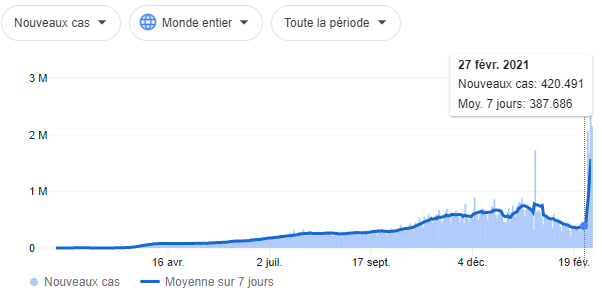 Nouveaux cas
Monde entier
Toute la période
27 févr. 2021
Nouveaux cas: 420.491
Moy. 7 jours: 387.686
3 M
2 M
1 M
0
16 avr.
2 juil.
17 sept.
4 déc.
19 fév.
Nouveaux cas
Moyenne sur 7 jours